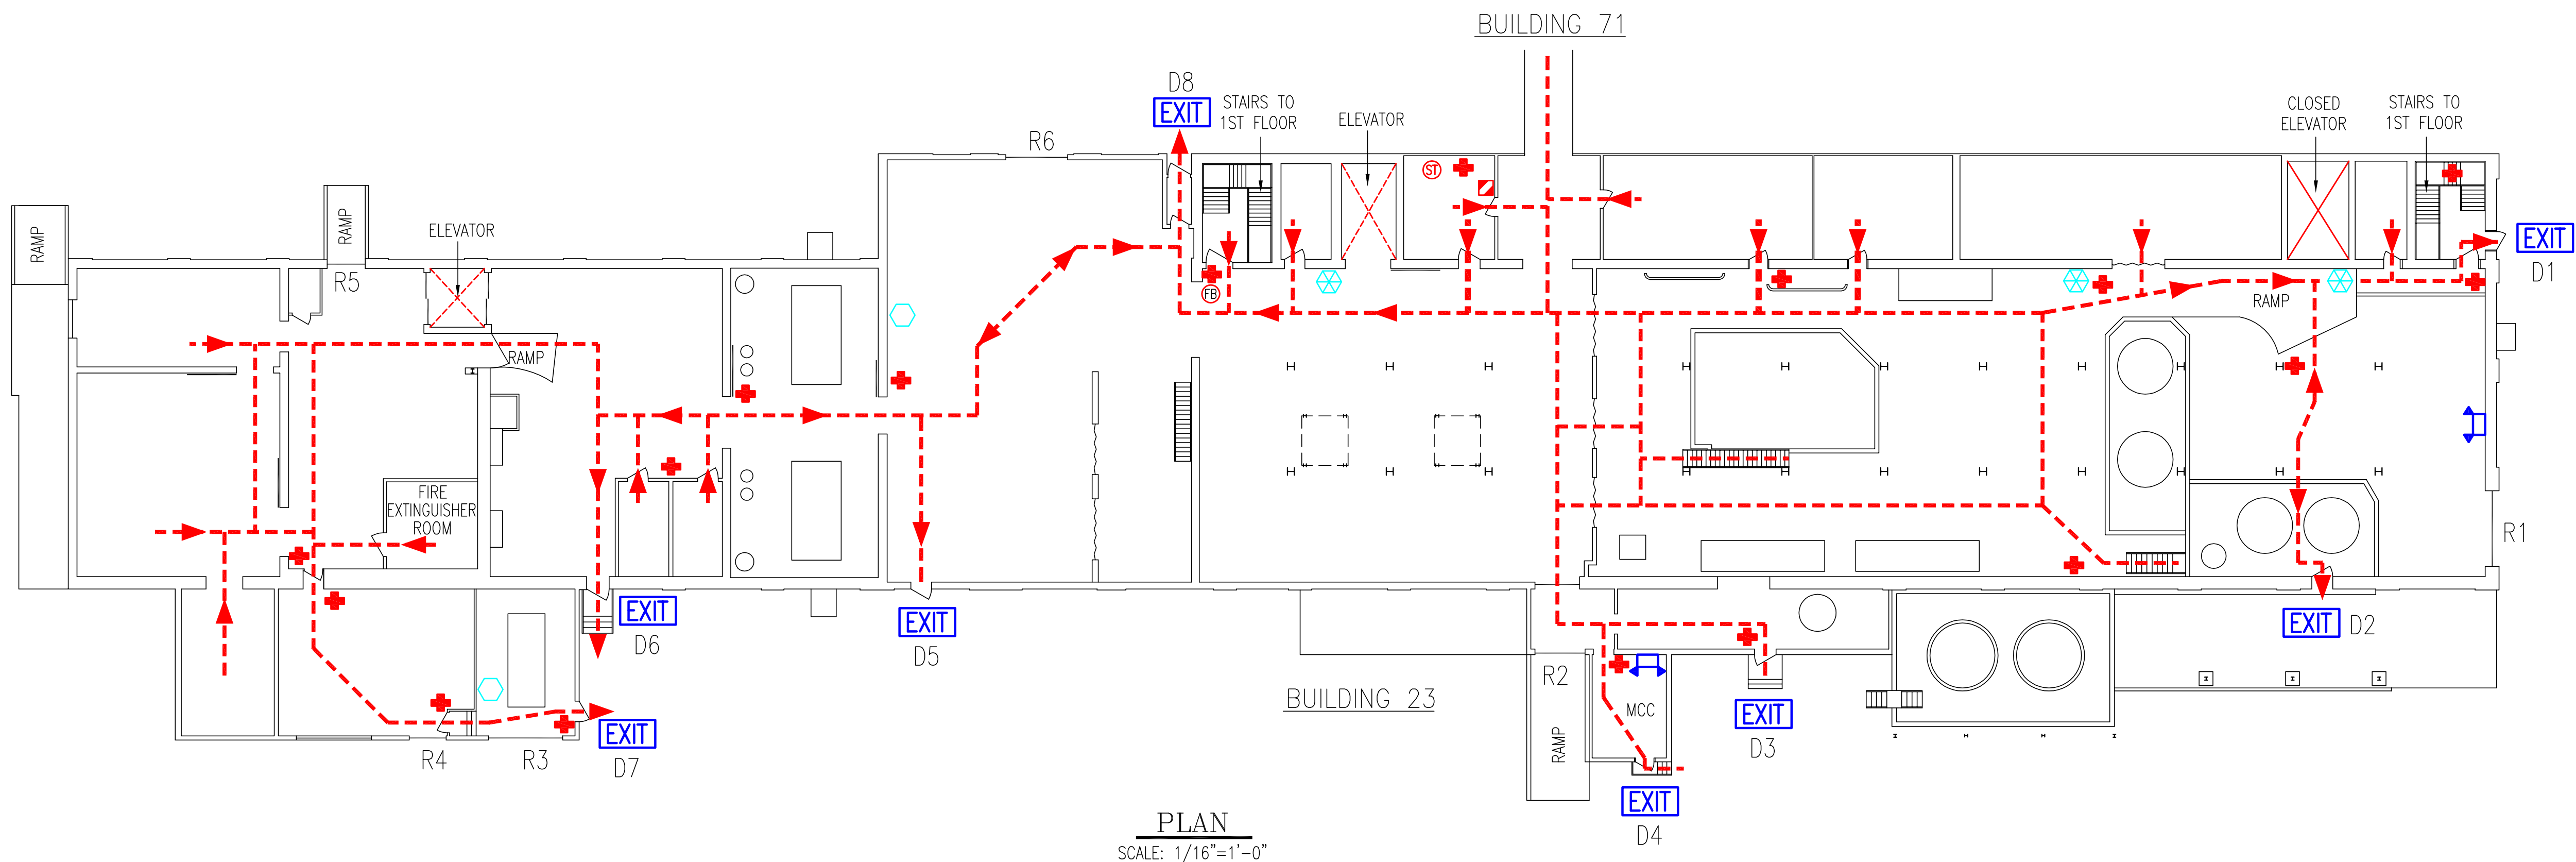 BUILDING 71
D8
EXIT
STAIRS TO
1ST FLOOR
ELEVATOR
CLOSED
ELEVATOR
STAIRS TO
1ST FLOOR
R6
ST
RAMP
RAMP
R5
ELEVATOR
EXIT
D1
FB
RAMP
RAMP
FIRE
EXTINGUISHER
ROOM
R1
EXIT
D6
EXIT
D5
EXIT
D2
R2
BUILDING 23
MCC
EXIT
D3
RAMP
EXIT
D7
R4
R3
EXIT
D4
PLAN
SCALE: 1/16"=1'-0"